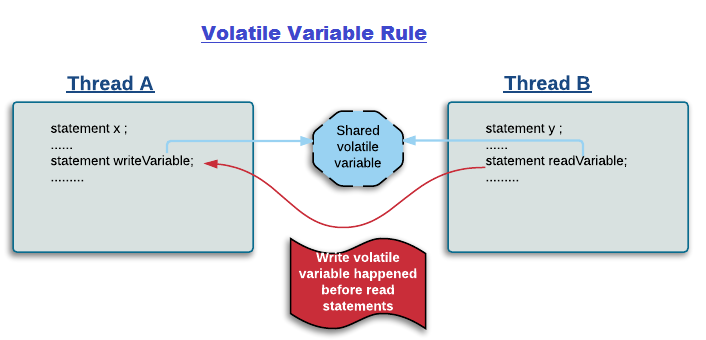 Volatile Variable Rule
Thread A
Thread B
statement x ;
......
statement writeVariable;
.........
Shared
volatile
variable
statement y ;
......
statement readVariable;
.........
Write volatile
variable happened
before read
statements